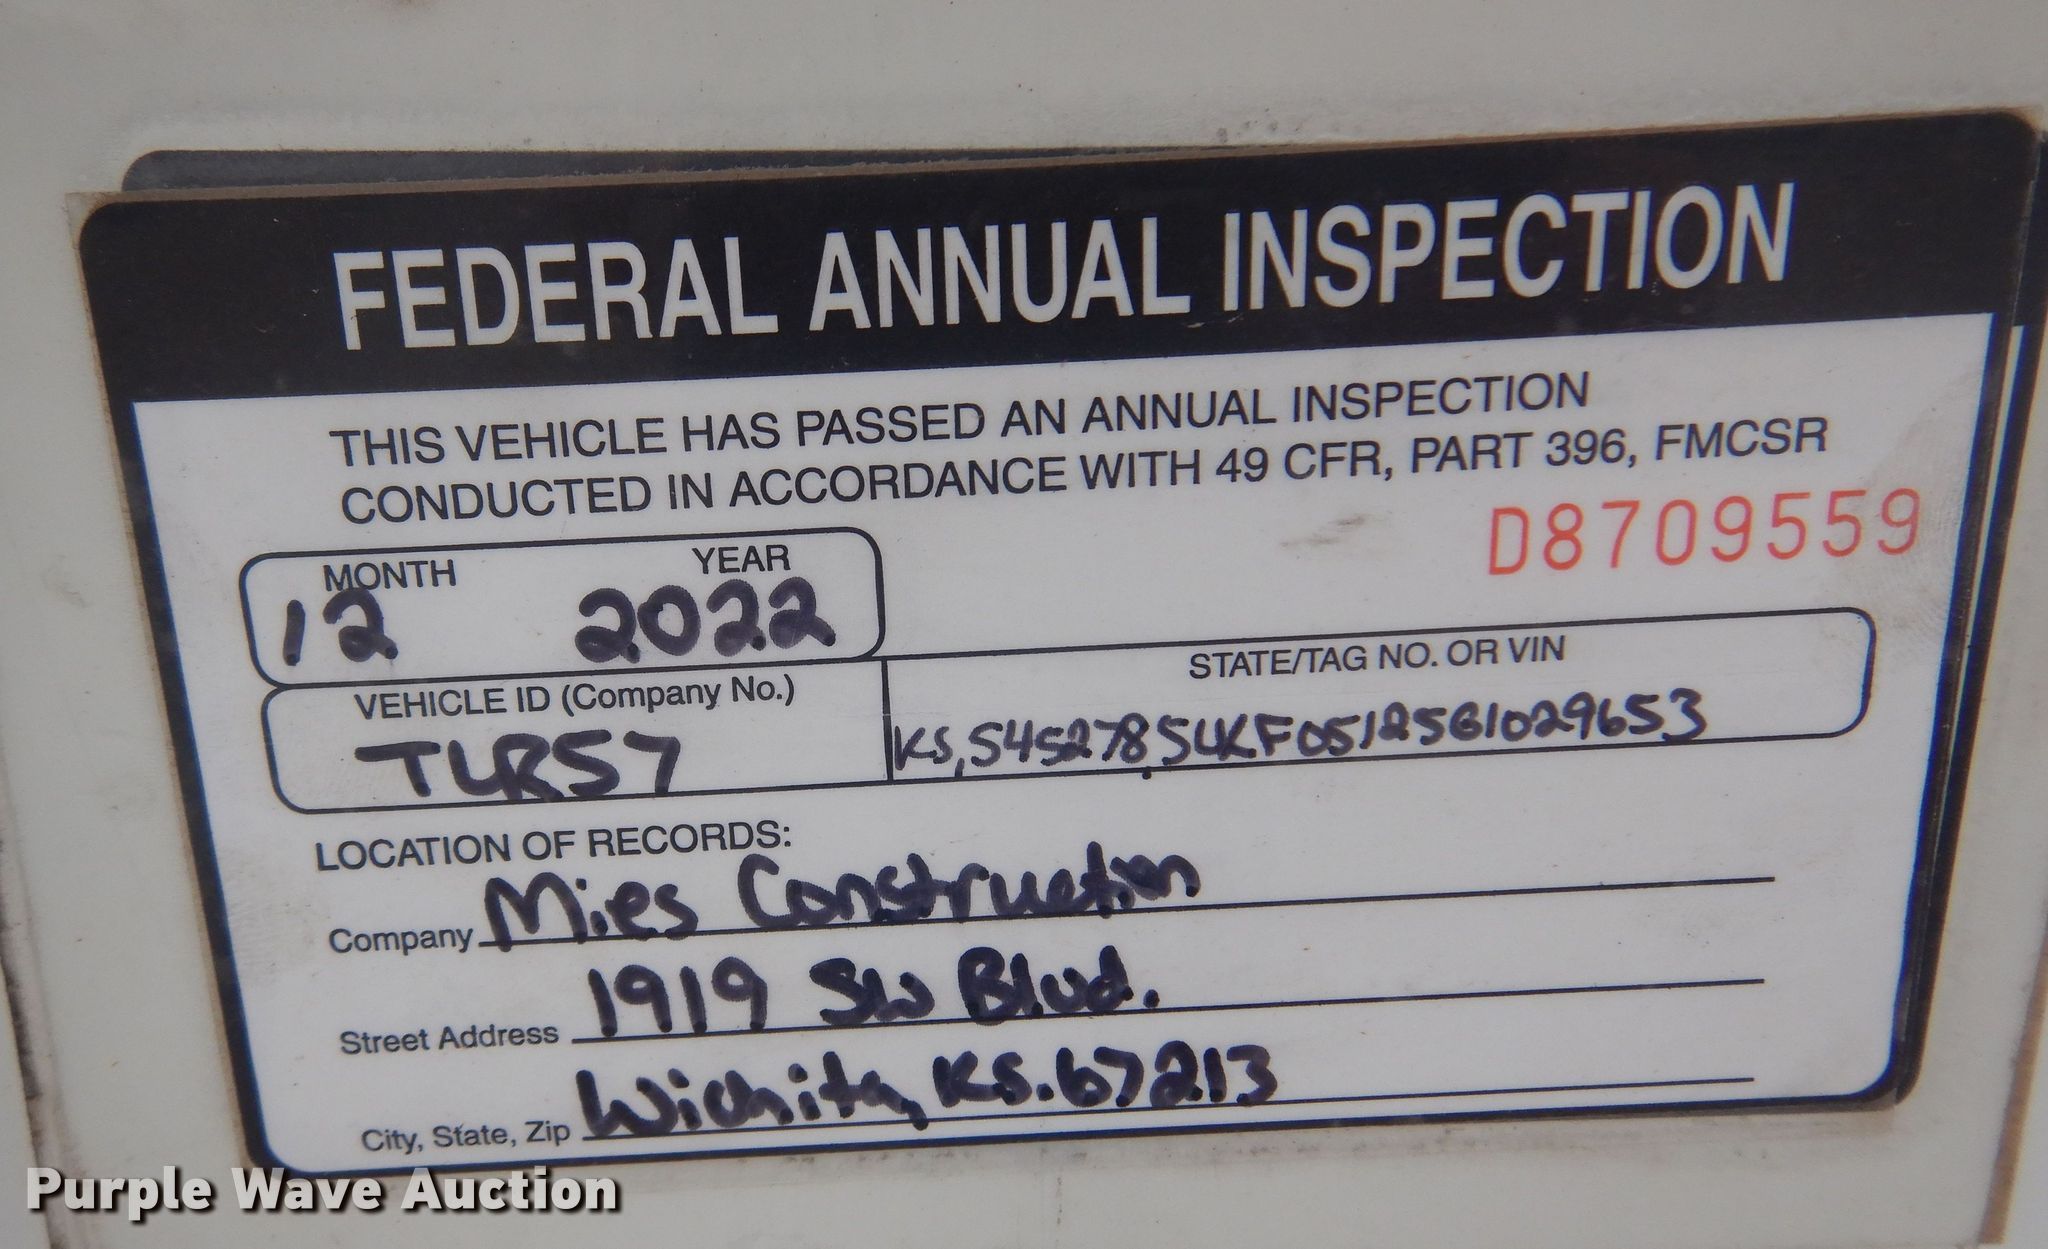 FEDERAL ANNUAL INSPECTION
THIS VEHICLE HAS PASSED AN ANNUAL INSPECTION
CONDUCTED IN ACCORDANCE WITH 49 CFR, PART 396, FMCSR
D8709559
MONTH YEAR
12 2022
VEHICLE ID (Company No.)
TLR57
STATE/TAG NO. OR VIN
KS, 545278, 5LKF05125G1029653
LOCATION OF RECORDS:
Company Mies Construction
Street Address 1919 SW Blvd.
City, State, Zip Wichita, KS. 67213
Purple Wave Auction